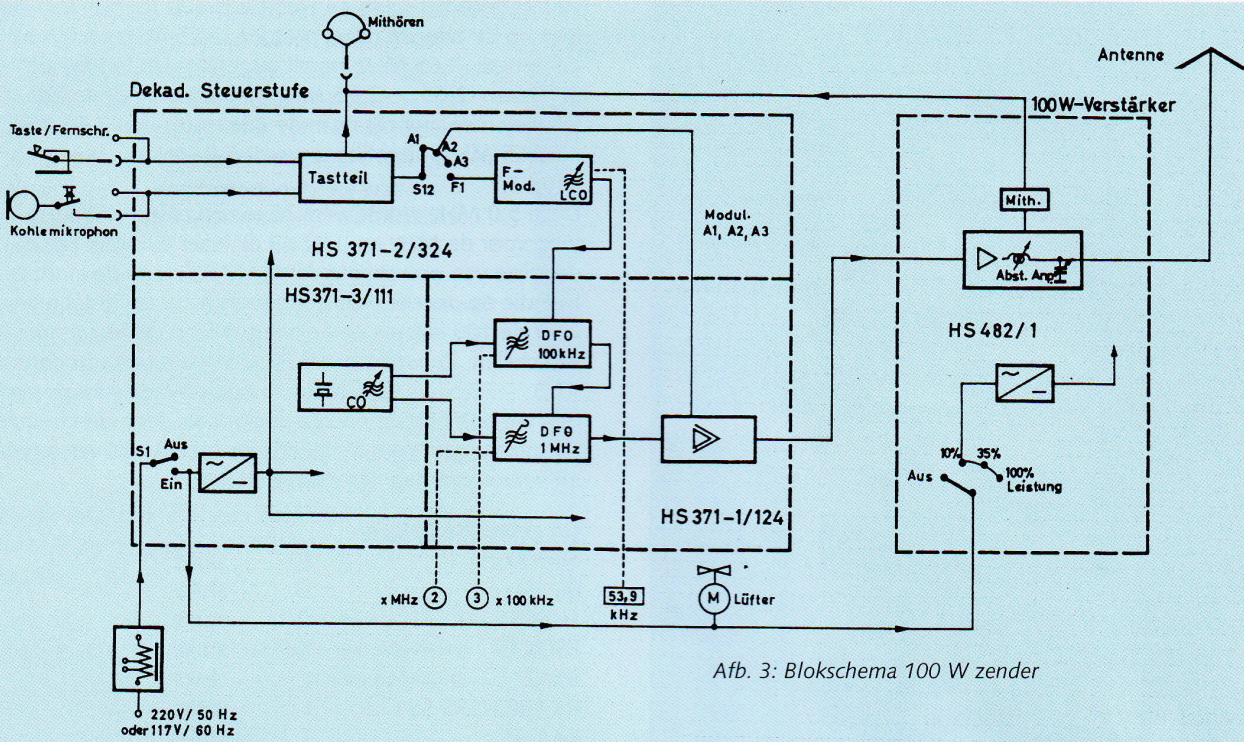 Mithören
Antenne
Dekad. Steuerstufe
100W-Verstärker
Taste/Fernschr.
A1
A2
A3
S12
F1
Tastteil
F-
Mod.
LCO
Mith.
Kohlemikrophon
Modul.
A1, A2, A3
HS 371-2/324
Abst. Anp.
HS371-3/111
HS 482/1
DFO
100kHz
CO
DFO
1 MHz
S1
Aus
Ein
10%
35%
100%
Aus
Leistung
HS371-1/124
x MHz
2
3
x 100 kHz
53,9
kHz
M
Lüfter
Afb. 3: Blokschema 100 W zender
220V/ 50 Hz
oder 117V/ 60 Hz